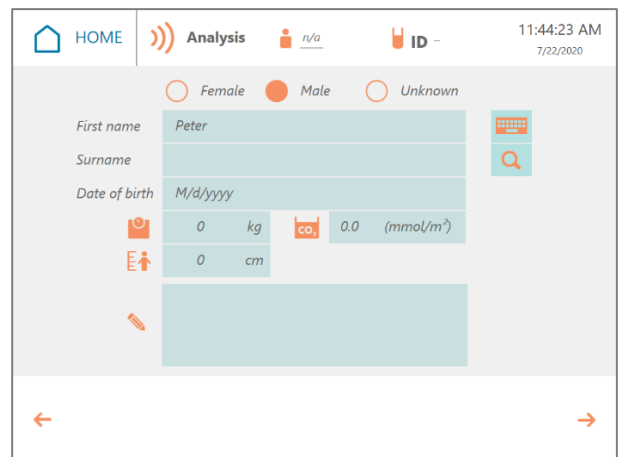 HOME Analysis n/a ID – 11:44:23 AM
7/22/2020
Female Male Unknown
First name Peter
Surname
Date of birth M/d/yyyy
0 kg CO₂ 0.0 (mmol/m²)
0 cm